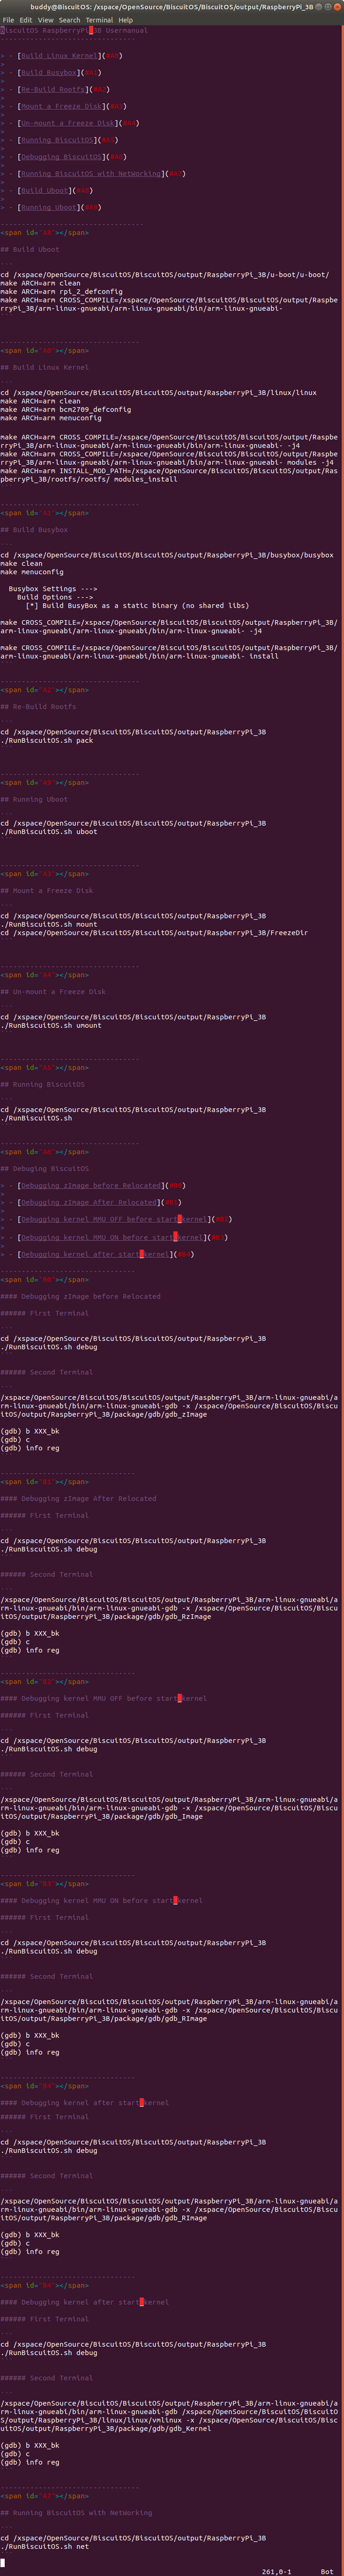 buddy@BiscuitOS: /xspace/OpenSource/BiscuitOS/BiscuitOS/output/RaspberryPi_3B
File Edit View Search Terminal Help
BiscuitOS RaspberryPi_3B Usermanual
--------------------------------
> - [Build Linux Kernel](#A0)
>
> - [Build Busybox](#A1)
>
> - [Re-Build Rootfs](#A2)
>
> - [Mount a Freeze Disk](#A3)
>
> - [Un-mount a Freeze Disk](#A4)
>
> - [Running BiscuitOS](#A5)
>
> - [Debugging BiscuitOS](#A6)
>
> - [Running BiscuitOS with NetWorking](#A7)
>
> - [Build Uboot](#A8)
>
> - [Running Uboot](#A9)
---------------------------------
<span id="A8"></span>
## Build Uboot
```
cd /xspace/OpenSource/BiscuitOS/BiscuitOS/output/RaspberryPi_3B/u-boot/u-boot/
make ARCH=arm clean
make ARCH=arm rpi_2_defconfig
make ARCH=arm CROSS_COMPILE=/xspace/OpenSource/BiscuitOS/BiscuitOS/output/Raspbe
rryPi_3B/arm-linux-gnueabi/arm-linux-gnueabi/bin/arm-linux-gnueabi-
```
---------------------------------
<span id="A0"></span>
## Build Linux Kernel
```
cd /xspace/OpenSource/BiscuitOS/BiscuitOS/output/RaspberryPi_3B/linux/linux
make ARCH=arm clean
make ARCH=arm bcm2709_defconfig
make ARCH=arm menuconfig
make ARCH=arm CROSS_COMPILE=/xspace/OpenSource/BiscuitOS/BiscuitOS/output/Raspbe
rryPi_3B/arm-linux-gnueabi/arm-linux-gnueabi/bin/arm-linux-gnueabi- -j4
make ARCH=arm CROSS_COMPILE=/xspace/OpenSource/BiscuitOS/BiscuitOS/output/Raspbe
rryPi_3B/arm-linux-gnueabi/arm-linux-gnueabi/bin/arm-linux-gnueabi- modules -j4
make ARCH=arm INSTALL_MOD_PATH=/xspace/OpenSource/BiscuitOS/BiscuitOS/output/Ras
pberryPi_3B/rootfs/rootfs/ modules_install
```
---------------------------------
<span id="A1"></span>
## Build Busybox
```
cd /xspace/OpenSource/BiscuitOS/BiscuitOS/output/RaspberryPi_3B/busybox/busybox
make clean
make menuconfig
Busybox Settings --->
Build Options --->
[*] Build BusyBox as a static binary (no shared libs)
make CROSS_COMPILE=/xspace/OpenSource/BiscuitOS/BiscuitOS/output/RaspberryPi_3B/
arm-linux-gnueabi/arm-linux-gnueabi/bin/arm-linux-gnueabi- -j4
make CROSS_COMPILE=/xspace/OpenSource/BiscuitOS/BiscuitOS/output/RaspberryPi_3B/
arm-linux-gnueabi/arm-linux-gnueabi/bin/arm-linux-gnueabi- install
```
---------------------------------
<span id="A2"></span>
## Re-Build Rootfs
```
cd /xspace/OpenSource/BiscuitOS/BiscuitOS/output/RaspberryPi_3B
./RunBiscuitOS.sh pack
```
---------------------------------
<span id="A9"></span>
## Running Uboot
```
cd /xspace/OpenSource/BiscuitOS/BiscuitOS/output/RaspberryPi_3B
./RunBiscuitOS.sh uboot
```
---------------------------------
<span id="A3"></span>
## Mount a Freeze Disk
```
cd /xspace/OpenSource/BiscuitOS/BiscuitOS/output/RaspberryPi_3B
./RunBiscuitOS.sh mount
cd /xspace/OpenSource/BiscuitOS/BiscuitOS/output/RaspberryPi_3B/FreezeDir
```
---------------------------------
<span id="A4"></span>
## Un-mount a Freeze Disk
```
cd /xspace/OpenSource/BiscuitOS/BiscuitOS/output/RaspberryPi_3B
./RunBiscuitOS.sh umount
```
---------------------------------
<span id="A5"></span>
## Running BiscuitOS
```
cd /xspace/OpenSource/BiscuitOS/BiscuitOS/output/RaspberryPi_3B
./RunBiscuitOS.sh
```
---------------------------------
<span id="A6"></span>
## Debuging BiscuitOS
> - [Debugging zImage before Relocated](#B0)
>
> - [Debugging zImage After Relocated](#B1)
>
> - [Debugging kernel MMU OFF before start_kernel](#B2)
>
> - [Debugging kernel MMU ON before start_kernel](#B3)
>
> - [Debugging kernel after start_kernel](#B4)
--------------------------------
<span id="B0"></span>
#### Debugging zImage before Relocated
###### First Terminal
```
cd /xspace/OpenSource/BiscuitOS/BiscuitOS/output/RaspberryPi_3B
./RunBiscuitOS.sh debug
```
###### Second Terminal
```
/xspace/OpenSource/BiscuitOS/BiscuitOS/output/RaspberryPi_3B/arm-linux-gnueabi/a
rm-linux-gnueabi/bin/arm-linux-gnueabi-gdb -x /xspace/OpenSource/BiscuitOS/Biscu
itOS/output/RaspberryPi_3B/package/gdb/gdb_zImage
(gdb) b XXX_bk
(gdb) c
(gdb) info reg
```
--------------------------------
<span id="B1"></span>
#### Debugging zImage After Relocated
###### First Terminal
```
cd /xspace/OpenSource/BiscuitOS/BiscuitOS/output/RaspberryPi_3B
./RunBiscuitOS.sh debug
```
###### Second Terminal
```
/xspace/OpenSource/BiscuitOS/BiscuitOS/output/RaspberryPi_3B/arm-linux-gnueabi/a
rm-linux-gnueabi/bin/arm-linux-gnueabi-gdb -x /xspace/OpenSource/BiscuitOS/Biscu
itOS/output/RaspberryPi_3B/package/gdb/gdb_RzImage
(gdb) b XXX_bk
(gdb) c
(gdb) info reg
```
--------------------------------
<span id="B2"></span>
#### Debugging kernel MMU OFF before start_kernel
###### First Terminal
```
cd /xspace/OpenSource/BiscuitOS/BiscuitOS/output/RaspberryPi_3B
./RunBiscuitOS.sh debug
```
###### Second Terminal
```
/xspace/OpenSource/BiscuitOS/BiscuitOS/output/RaspberryPi_3B/arm-linux-gnueabi/a
rm-linux-gnueabi/bin/arm-linux-gnueabi-gdb -x /xspace/OpenSource/BiscuitOS/Biscu
itOS/output/RaspberryPi_3B/package/gdb/gdb_Image
(gdb) b XXX_bk
(gdb) c
(gdb) info reg
```
--------------------------------
<span id="B3"></span>
#### Debugging kernel MMU ON before start_kernel
###### First Terminal
```
cd /xspace/OpenSource/BiscuitOS/BiscuitOS/output/RaspberryPi_3B
./RunBiscuitOS.sh debug
```
###### Second Terminal
```
/xspace/OpenSource/BiscuitOS/BiscuitOS/output/RaspberryPi_3B/arm-linux-gnueabi/a
rm-linux-gnueabi/bin/arm-linux-gnueabi-gdb -x /xspace/OpenSource/BiscuitOS/Biscu
itOS/output/RaspberryPi_3B/package/gdb/gdb_RImage
(gdb) b XXX_bk
(gdb) c
(gdb) info reg
```
--------------------------------
<span id="B4"></span>
#### Debugging kernel after start_kernel
###### First Terminal
```
cd /xspace/OpenSource/BiscuitOS/BiscuitOS/output/RaspberryPi_3B
./RunBiscuitOS.sh debug
```
###### Second Terminal
```
/xspace/OpenSource/BiscuitOS/BiscuitOS/output/RaspberryPi_3B/arm-linux-gnueabi/a
rm-linux-gnueabi/bin/arm-linux-gnueabi-gdb -x /xspace/OpenSource/BiscuitOS/Biscu
itOS/output/RaspberryPi_3B/package/gdb/gdb_RImage
(gdb) b XXX_bk
(gdb) c
(gdb) info reg
```
--------------------------------
<span id="B4"></span>
#### Debugging kernel after start_kernel
###### First Terminal
```
cd /xspace/OpenSource/BiscuitOS/BiscuitOS/output/RaspberryPi_3B
./RunBiscuitOS.sh debug
```
###### Second Terminal
```
/xspace/OpenSource/BiscuitOS/BiscuitOS/output/RaspberryPi_3B/arm-linux-gnueabi/a
rm-linux-gnueabi/bin/arm-linux-gnueabi-gdb /xspace/OpenSource/BiscuitOS/BiscuitO
S/output/RaspberryPi_3B/linux/linux/vmlinux -x /xspace/OpenSource/BiscuitOS/Bisc
uitOS/output/RaspberryPi_3B/package/gdb/gdb_Kernel
(gdb) b XXX_bk
(gdb) c
(gdb) info reg
```
---------------------------------
<span id="A7"></span>
## Running BiscuitOS with NetWorking
```
cd /xspace/OpenSource/BiscuitOS/BiscuitOS/output/RaspberryPi_3B
./RunBiscuitOS.sh net
```
261,0-1 Bot